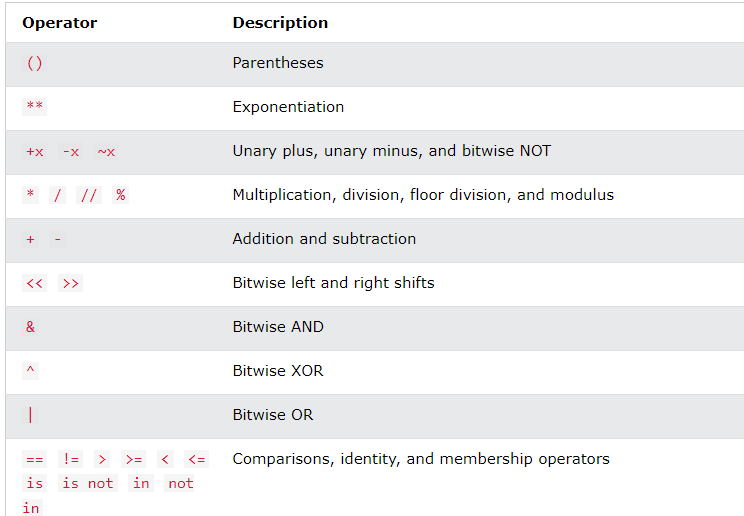 Operator Description
() Parentheses
** Exponentiation
+x -x ~x Unary plus, unary minus, and bitwise NOT
* / // % Multiplication, division, floor division, and modulus
+ - Addition and subtraction
<< >> Bitwise left and right shifts
& Bitwise AND
^ Bitwise XOR
| Bitwise OR
== != > >= < <= Comparisons, identity, and membership operators
is is not in not
in